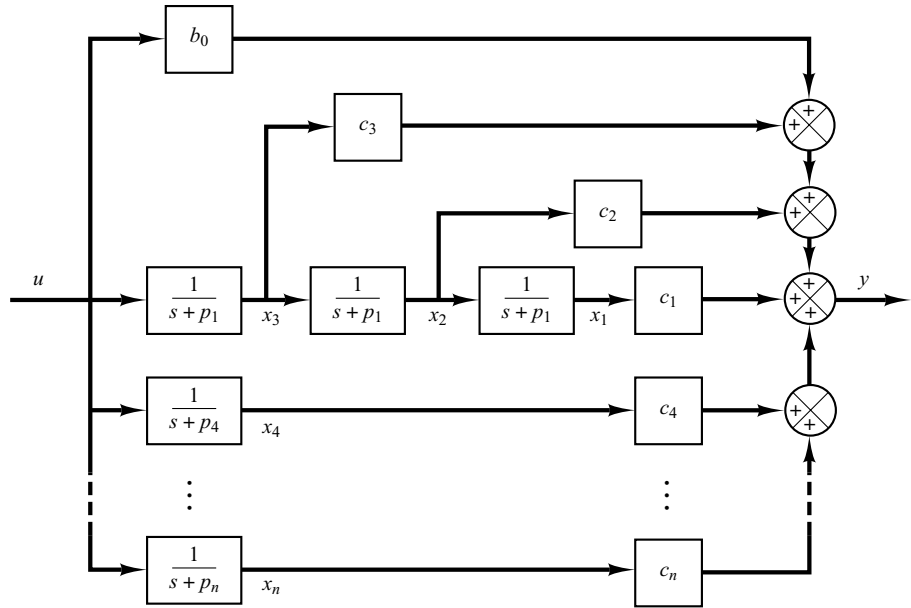 b₀
+
+
c₃
+
+
c₂
+
u
1
s + p₁
x₃
1
s + p₁
x₂
1
s + p₁
x₁
c₁
+
+
+
y
1
s + p₄
x₄
c₄
+
+
⋮
⋮
1
s + pₙ
xₙ
cₙ